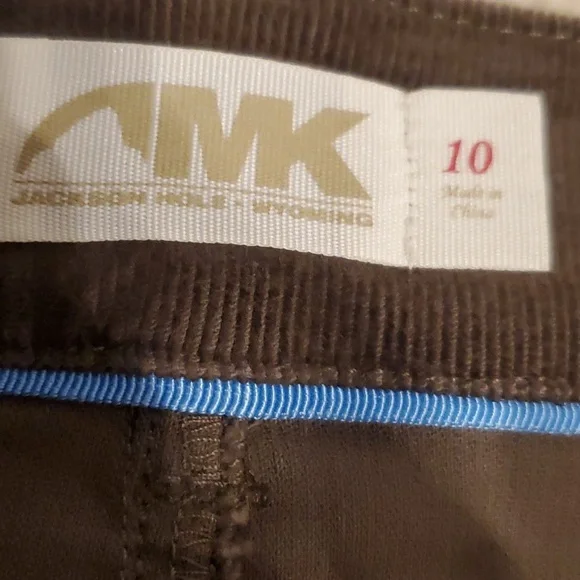 MK
JACKSON HOLE - WYOMING
10
Made in
China